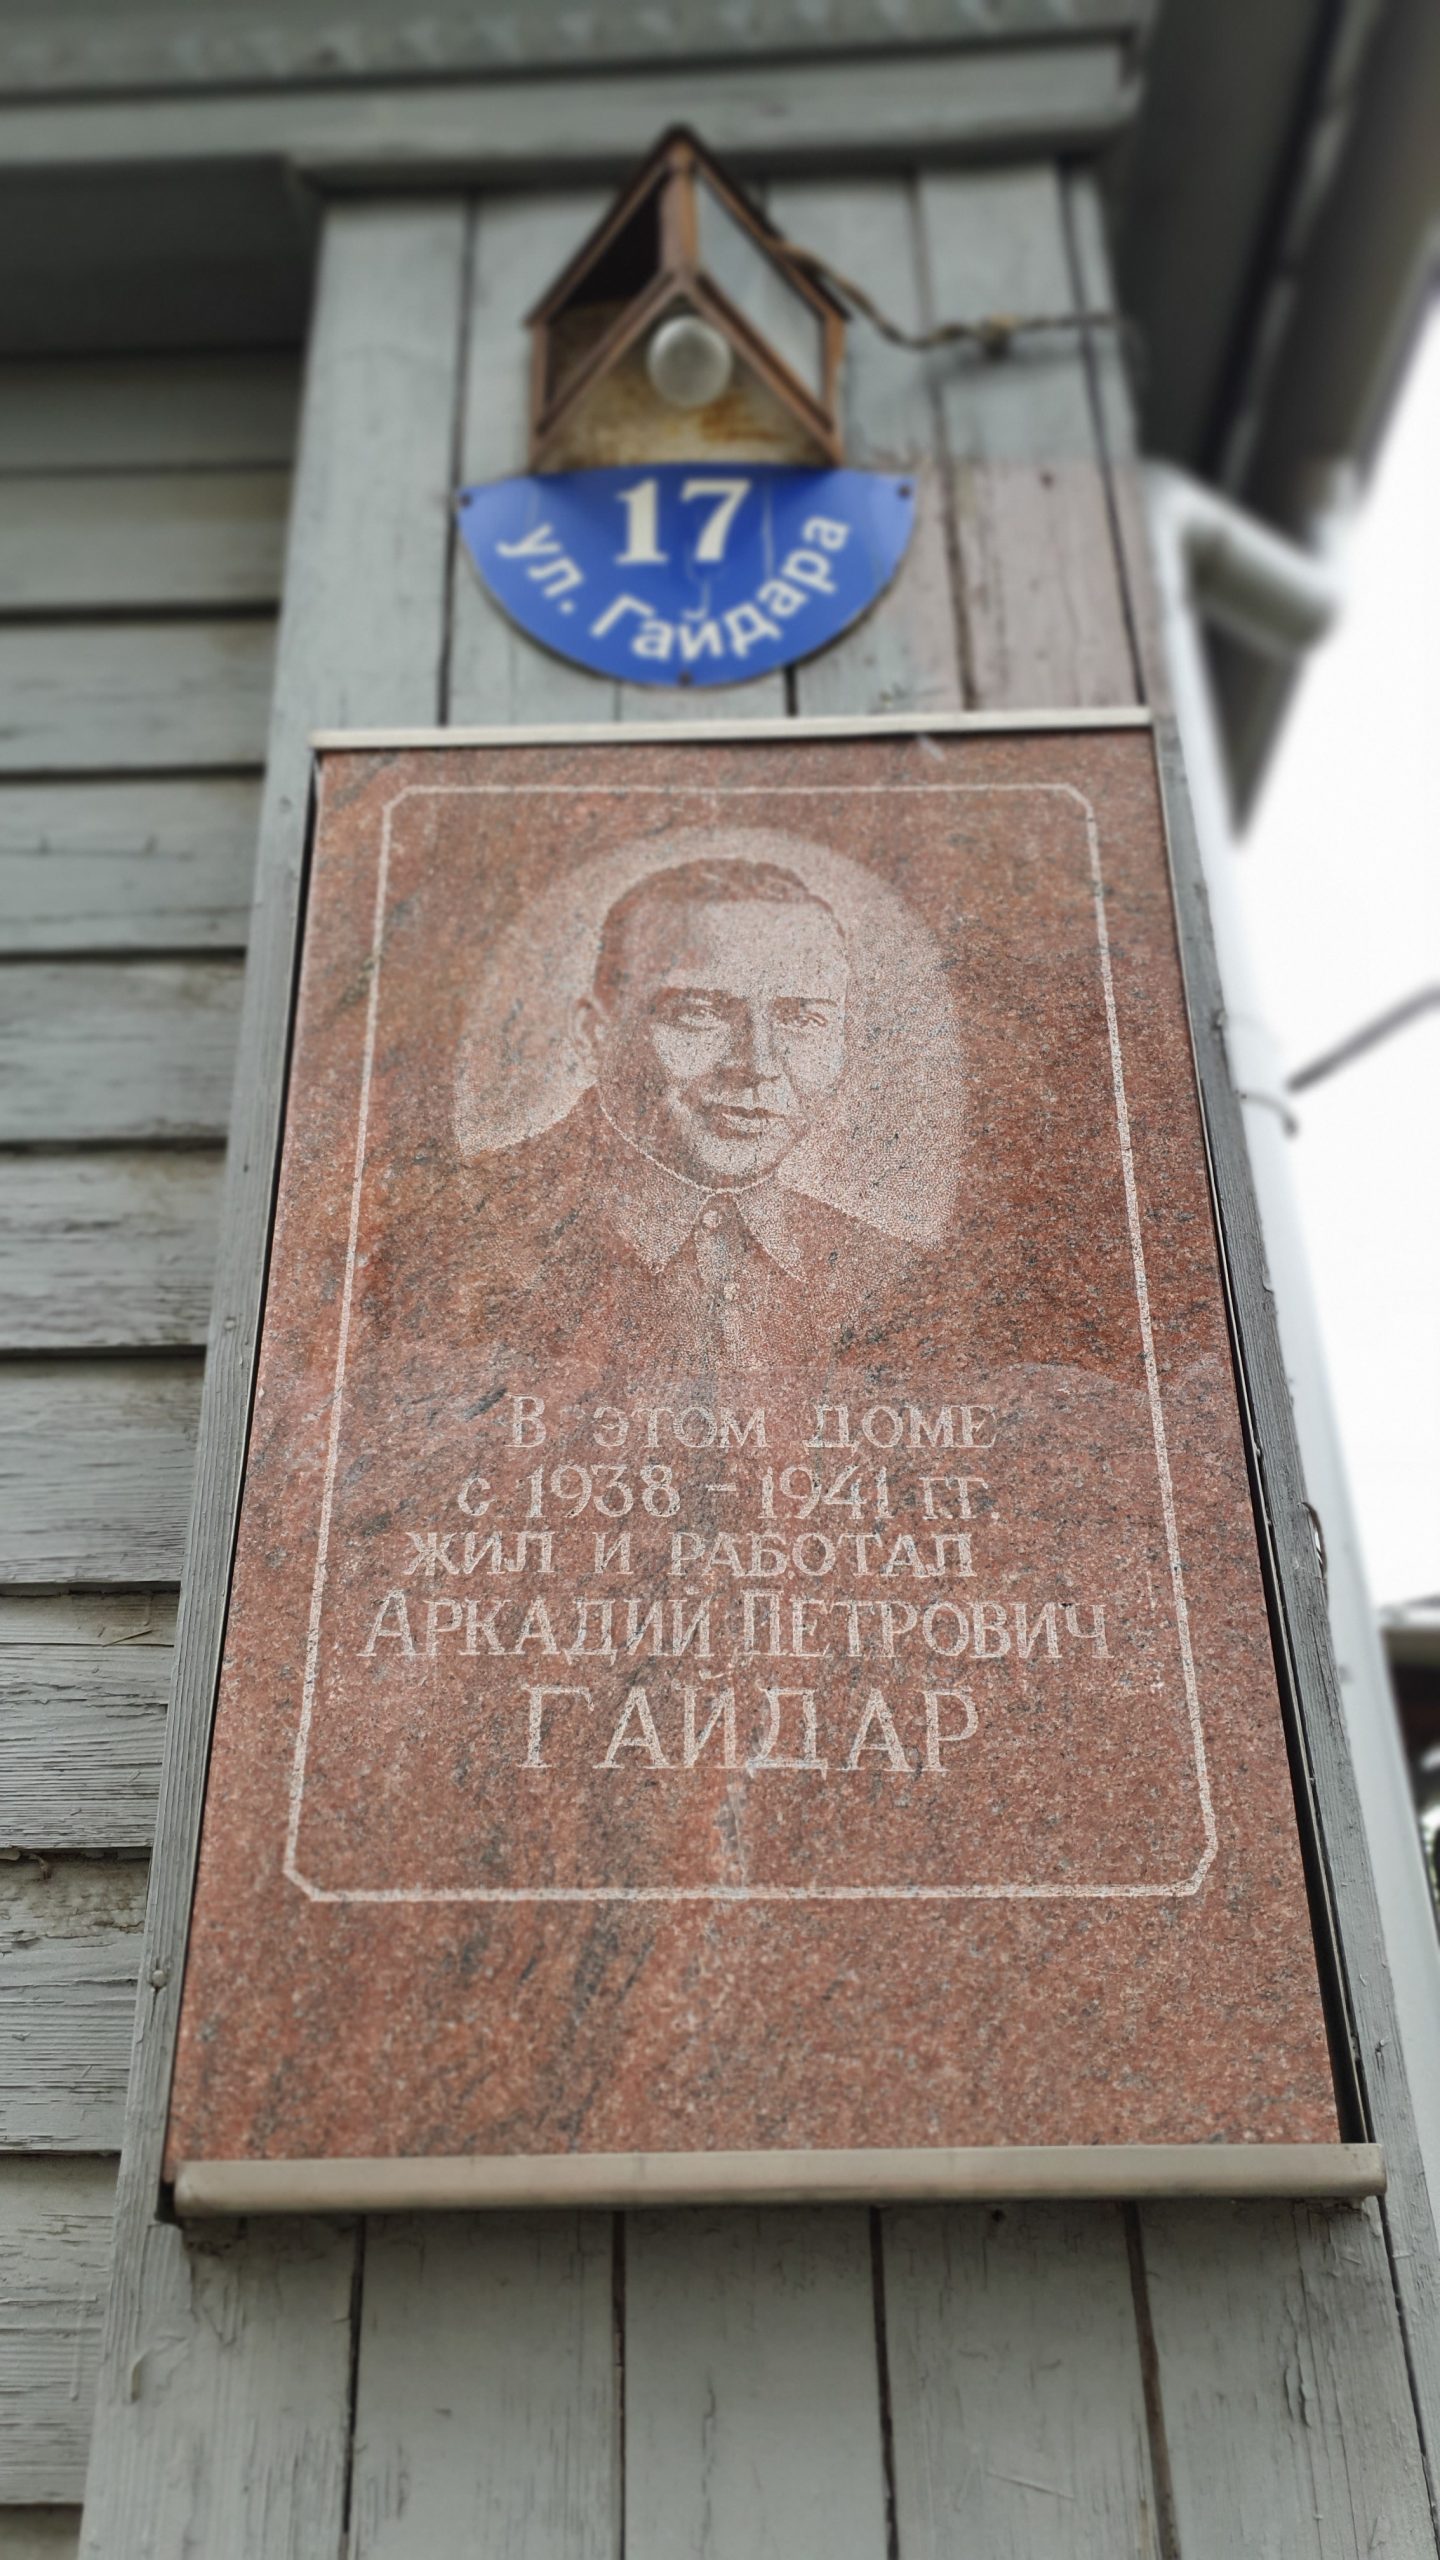 17
ул. Гайдара
В ЭТОМ ДОМЕ
С 1938 - 1941 ГГ.
ЖИЛ И РАБОТАЛ
АРКАДИЙ ПЕТРОВИЧ
ГАЙДАР